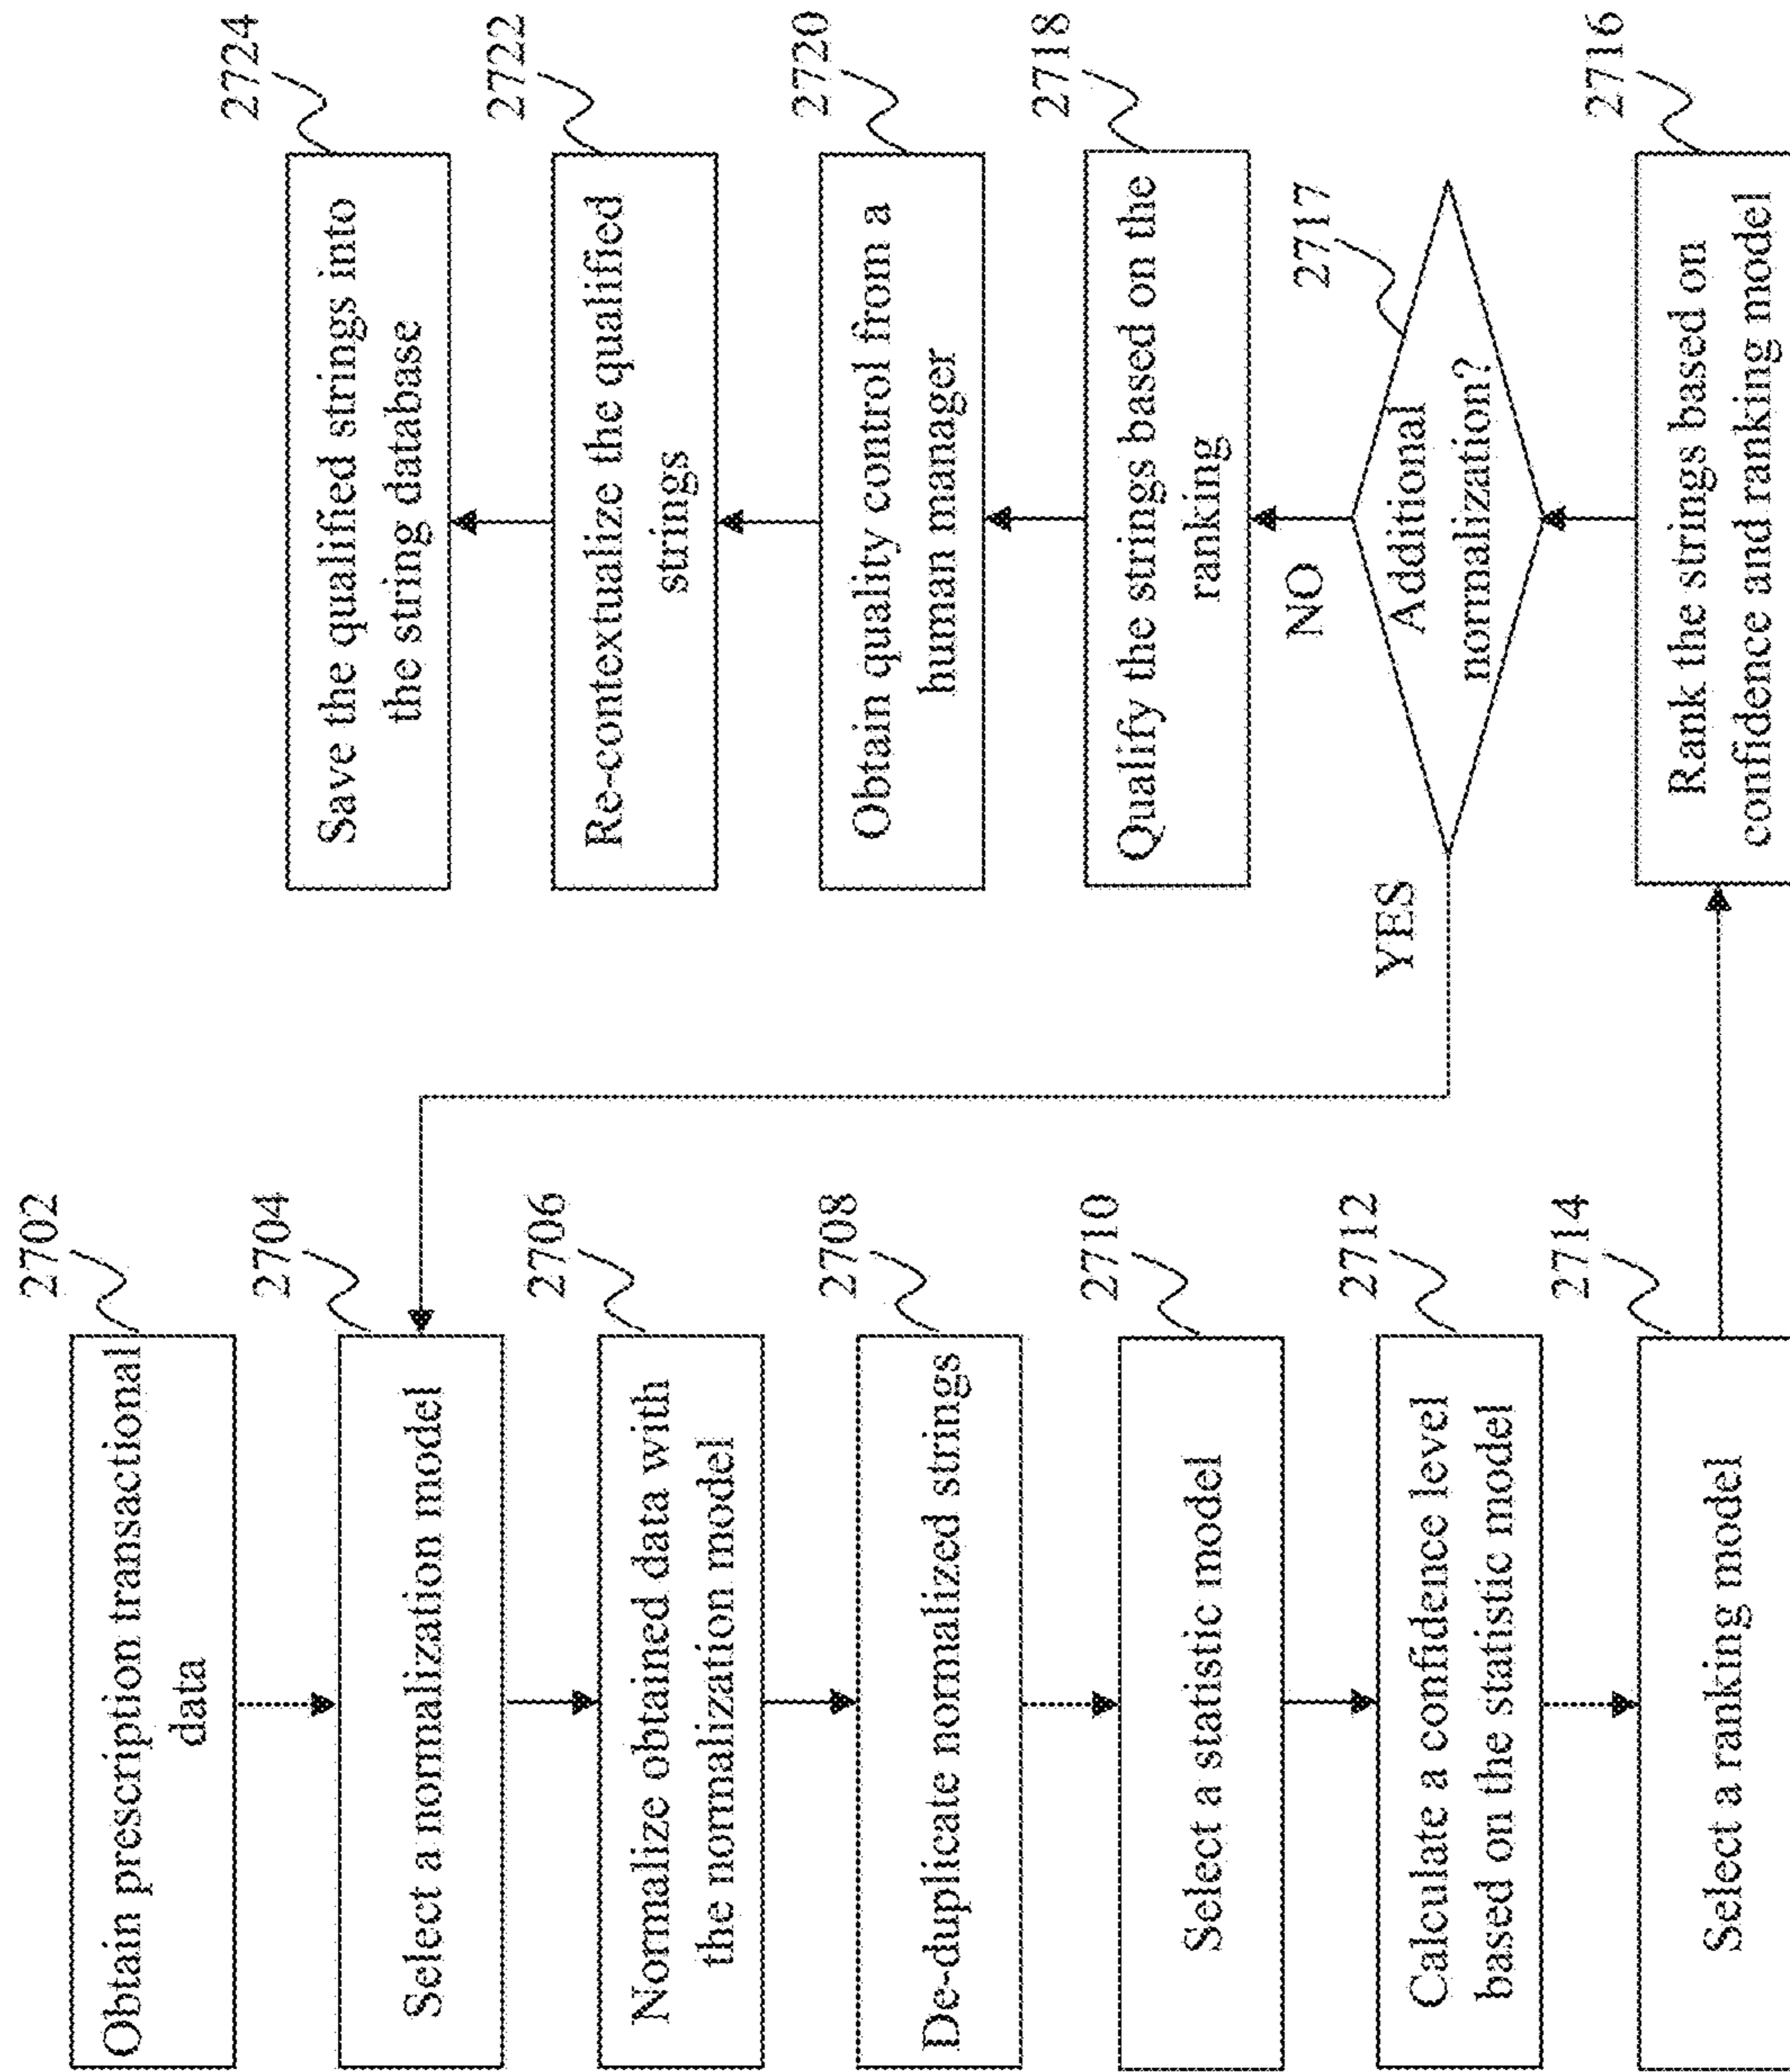 2702
Obtain prescription transactional
data
2704
Select a normalization model
2706
Normalize obtained data with
the normalization model
2708
De-duplicate normalized strings
2710
Select a statistic model
2712
Calculate a confidence level
based on the statistic model
2714
Select a ranking model
2716
Rank the strings based on
confidence and ranking model
2717
Additional
normalization?
YES
NO
2718
Qualify the strings based on the
ranking
2720
Obtain quality control from a
human manager
2722
Re-contextualize the qualified
strings
2724
Save the qualified strings into
the string database